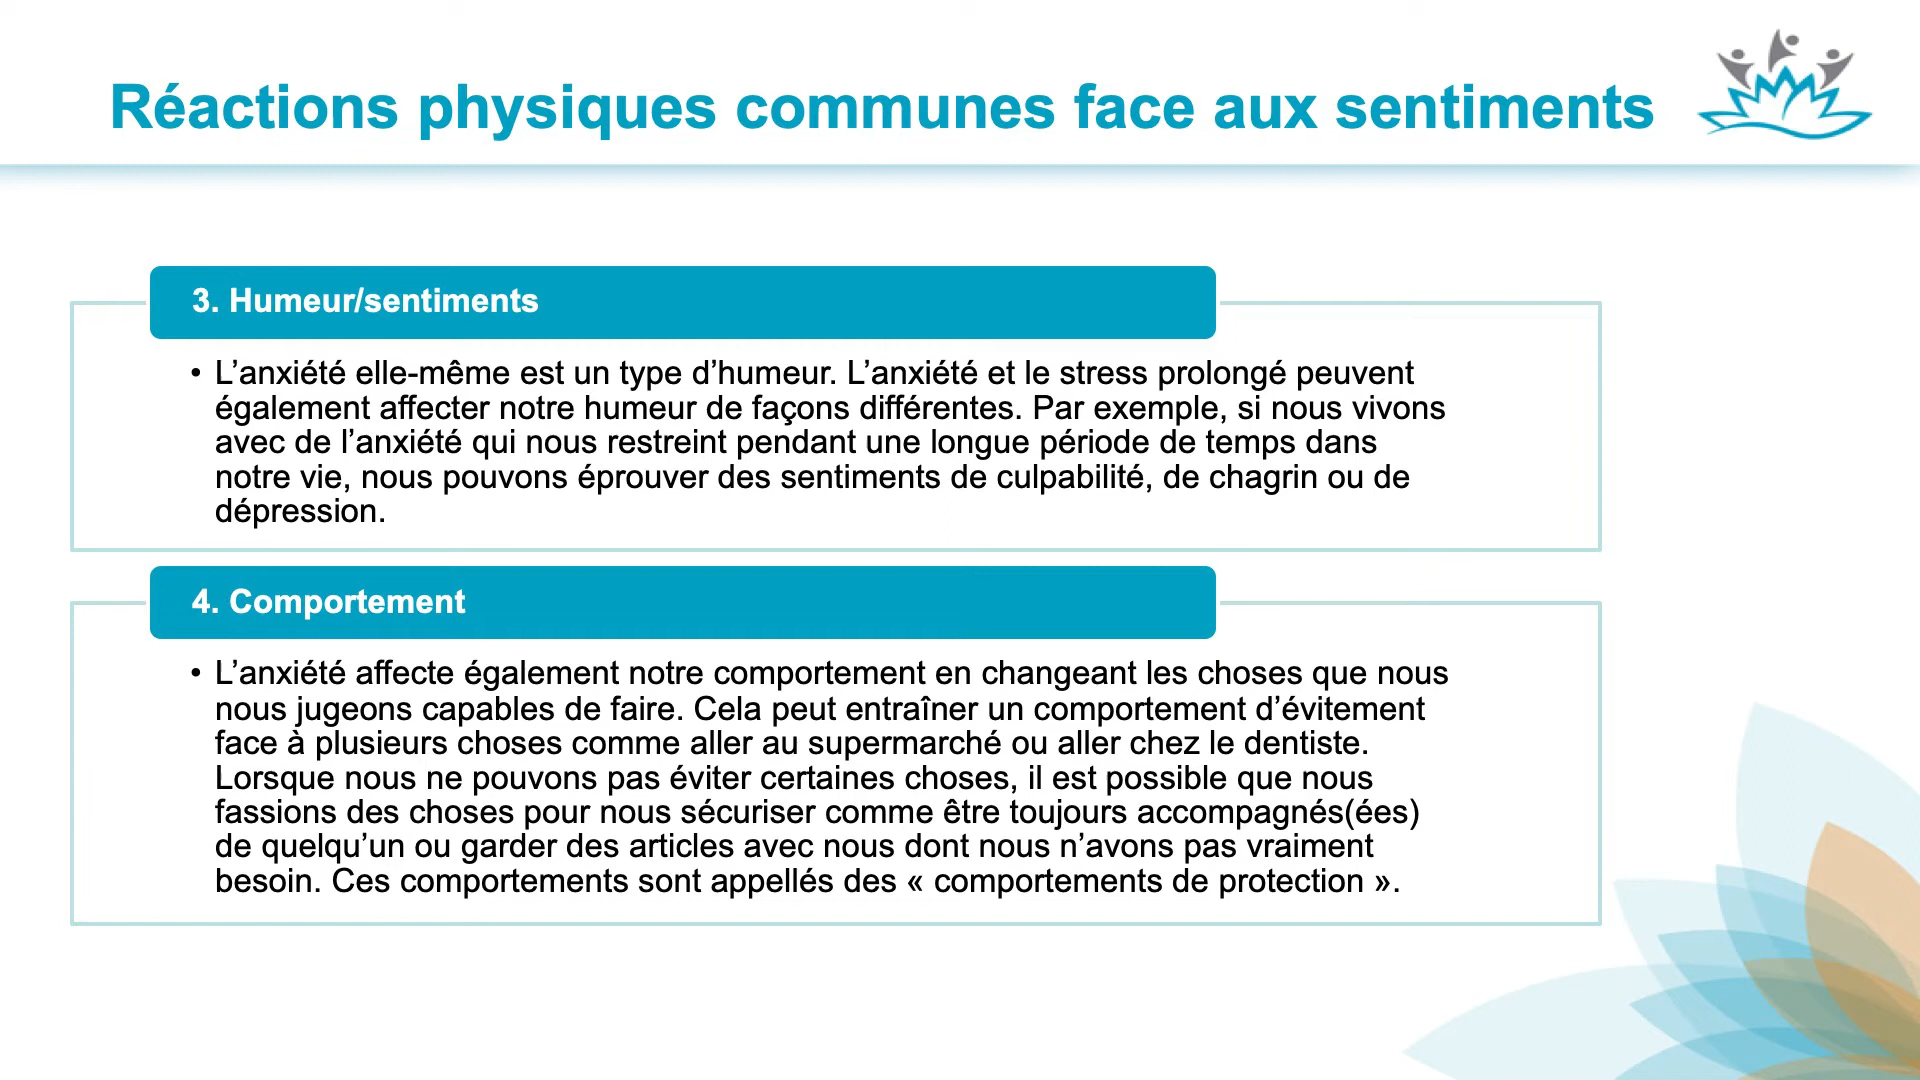 Réactions physiques communes face aux sentiments
3. Humeur/sentiments
• L’anxiété elle-même est un type d’humeur. L’anxiété et le stress prolongé peuvent
également affecter notre humeur de façons différentes. Par exemple, si nous vivons
avec de l’anxiété qui nous restreint pendant une longue période de temps dans
notre vie, nous pouvons éprouver des sentiments de culpabilité, de chagrin ou de
dépression.
4. Comportement
• L’anxiété affecte également notre comportement en changeant les choses que nous
nous jugeons capables de faire. Cela peut entraîner un comportement d’évitement
face à plusieurs choses comme aller au supermarché ou aller chez le dentiste.
Lorsque nous ne pouvons pas éviter certaines choses, il est possible que nous
fassions des choses pour nous sécuriser comme être toujours accompagnés(ées)
de quelqu’un ou garder des articles avec nous dont nous n’avons pas vraiment
besoin. Ces comportements sont appellés des « comportements de protection ».